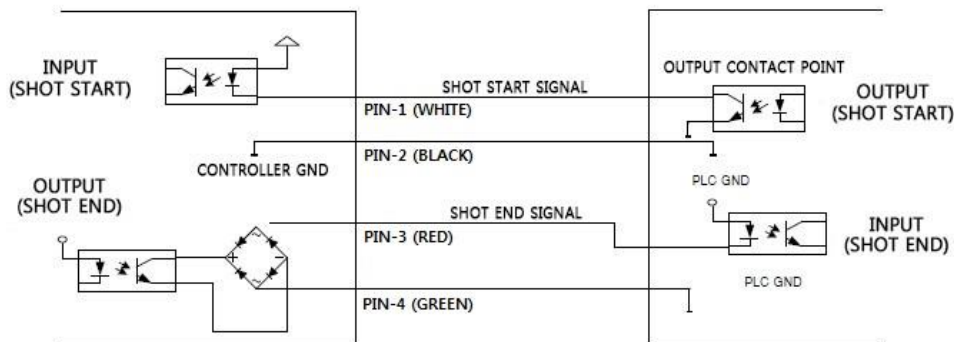 INPUT
(SHOT START)
SHOT START SIGNAL
PIN-1 (WHITE)
OUTPUT CONTACT POINT
OUTPUT
(SHOT START)
CONTROLLER GND
PIN-2 (BLACK)
PLC GND
OUTPUT
(SHOT END)
SHOT END SIGNAL
PIN-3 (RED)
INPUT
(SHOT END)
PLC GND
PIN-4 (GREEN)